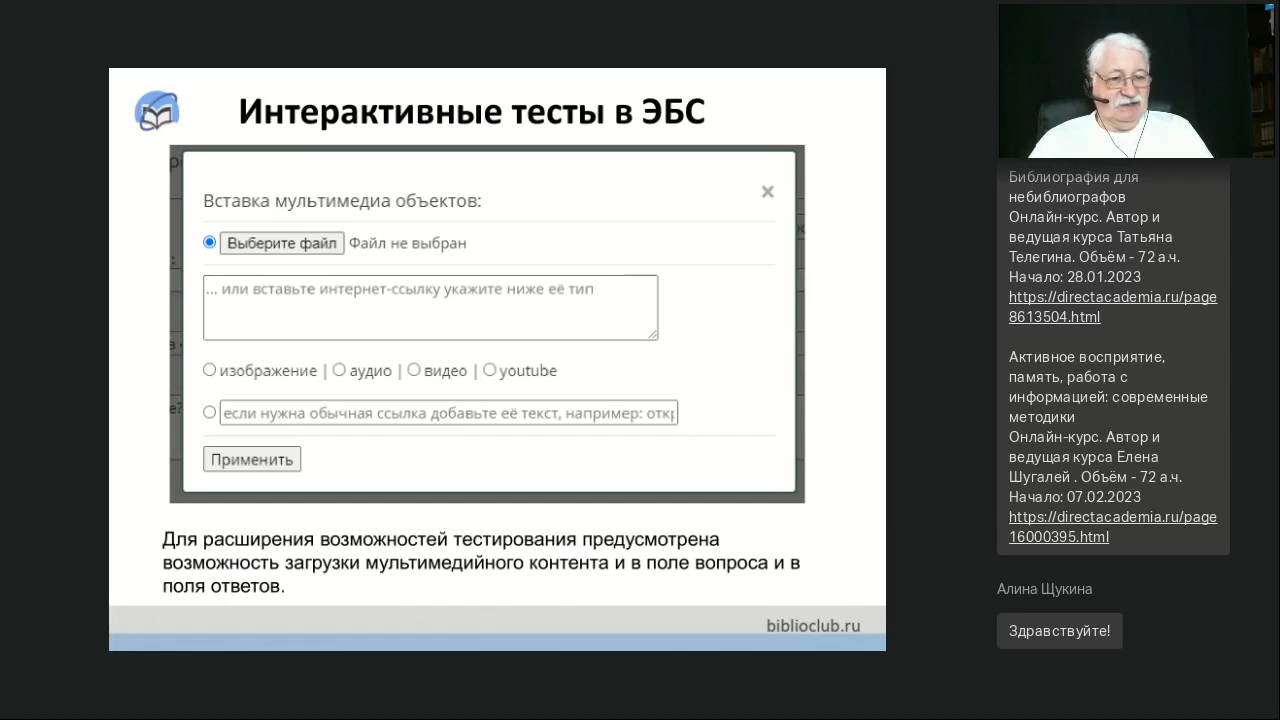 Интерактивные тесты в ЭБС
Вставка мультимедиа объектов:
×
Выберите файл Файл не выбран
... или вставьте интернет-ссылку укажите ниже её тип
изображение | аудио | видео | youtube
если нужна обычная ссылка добавьте её текст, например: откр
Применить
Для расширения возможностей тестирования предусмотрена
возможность загрузки мультимедийного контента и в поле вопроса и в
поля ответов.
biblioclub.ru
Библиография для
небиблиографов
Онлайн-курс. Автор и
ведущая курса Татьяна
Телегина. Объём - 72 а.ч.
Начало: 28.01.2023
https://directacademia.ru/page
8613504.html
Активное восприятие,
память, работа с
информацией: современные
методики
Онлайн-курс. Автор и
ведущая курса Елена
Шугалей . Объём - 72 а.ч.
Начало: 07.02.2023
https://directacademia.ru/page
16000395.html
Алина Щукина
Здравствуйте!